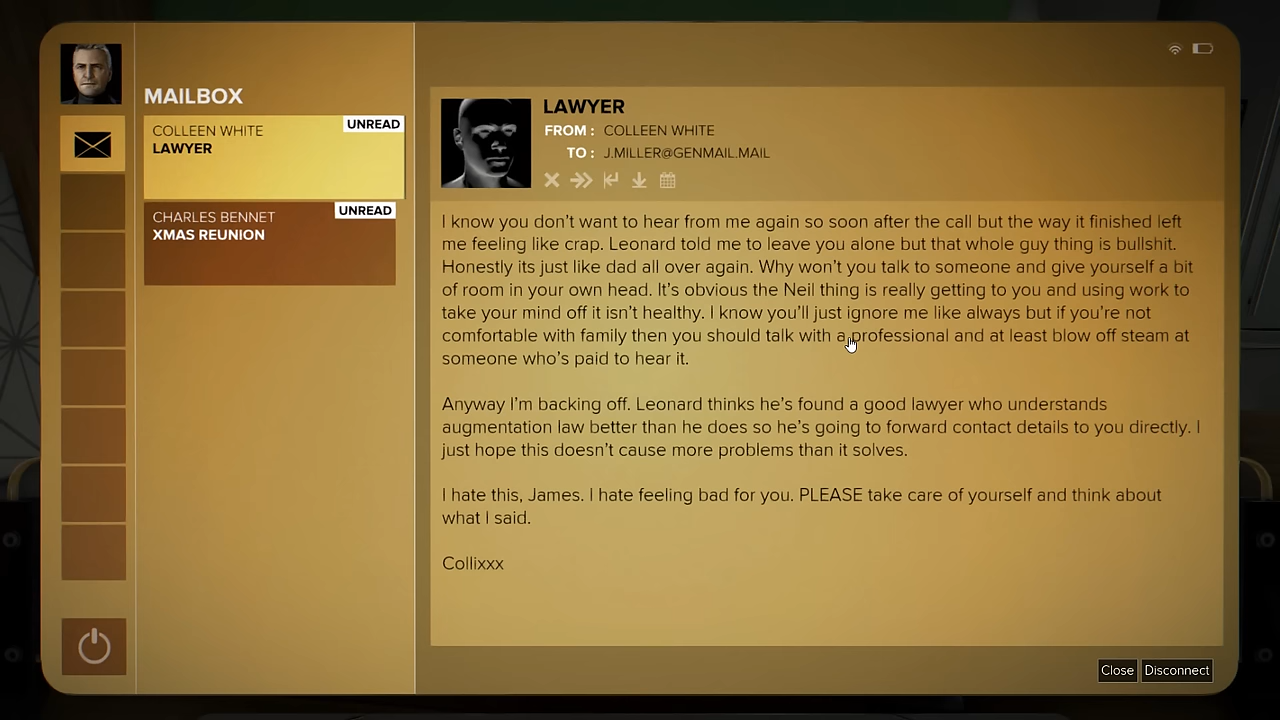 MAILBOX
COLLEEN WHITE
UNREAD
LAWYER
CHARLES BENNET
UNREAD
XMAS REUNION
LAWYER
FROM : COLLEEN WHITE
TO : J.MILLER@GENMAIL.MAIL
I know you don't want to hear from me again so soon after the call but the way it finished left
me feeling like crap. Leonard told me to leave you alone but that whole guy thing is bullshit.
Honestly its just like dad all over again. Why won't you talk to someone and give yourself a bit
of room in your own head. It's obvious the Neil thing is really getting to you and using work to
take your mind off it isn't healthy. I know you'll just ignore me like always but if you're not
comfortable with family then you should talk with a professional and at least blow off steam at
someone who's paid to hear it.
Anyway I'm backing off. Leonard thinks he's found a good lawyer who understands
augmentation law better than he does so he's going to forward contact details to you directly. I
just hope this doesn't cause more problems than it solves.
I hate this, James. I hate feeling bad for you. PLEASE take care of yourself and think about
what I said.
Collixxx
Close
Disconnect